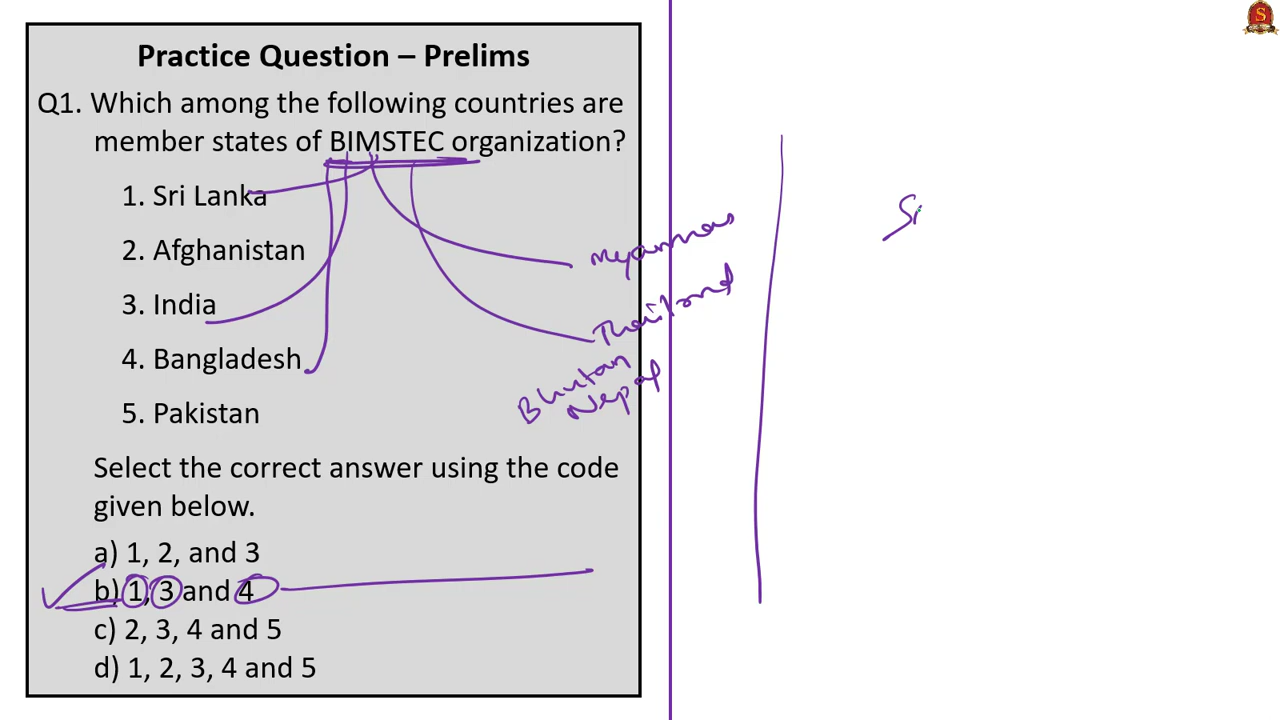 Practice Question – Prelims
Q1. Which among the following countries are
member states of BIMSTEC organization?
1. Sri Lanka
2. Afghanistan
3. India
4. Bangladesh
5. Pakistan
Myanmar
Thailand
Bhutan
Nepal
Select the correct answer using the code
given below.
a) 1, 2, and 3
b) 1, 3 and 4
c) 2, 3, 4 and 5
d) 1, 2, 3, 4 and 5
S